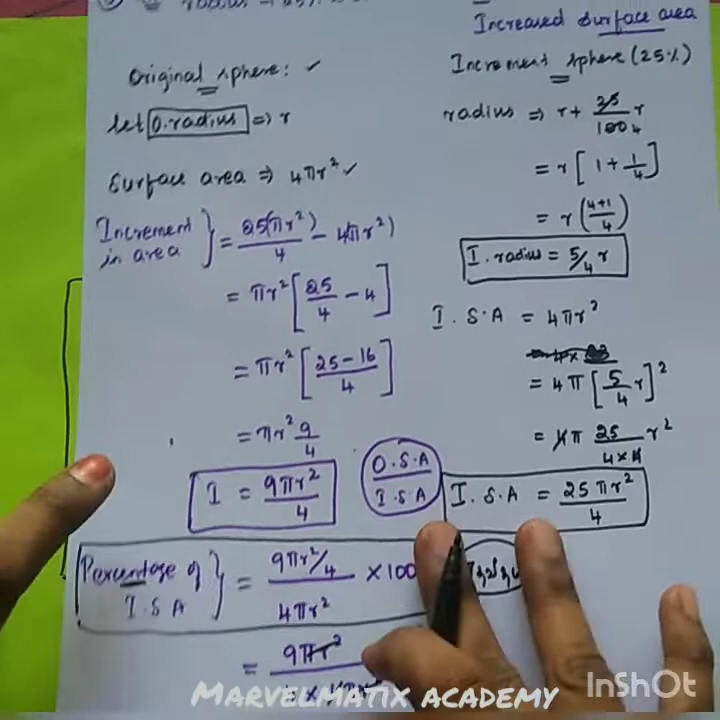 Increased surface area
Original sphere: ✓
let O.radius ⇒ r
Surface area ⇒ 4πr² ✓
Increment in area } = 25(πr²)/4 - 4(πr²)
= πr² [25/4 - 4]
= πr² [25-16/4]
= πr² 9/4
I = 9πr²/4
Increment sphere (25%)
radius ⇒ r + 25/100 4 r
= r [1 + 1/4]
= r (4+1/4)
I. radius = 5/4 r
I.S.A = 4πr²
= 4π [5/4 r]²
= 4π 25/4×4 r²
I.S.A = 25πr²/4
O.S.A
I.S.A
Percentage of I.S.A } = 9πr²/4 / 4πr² × 100
= 9πr²
MARVELMATIX ACADEMY
InShOt